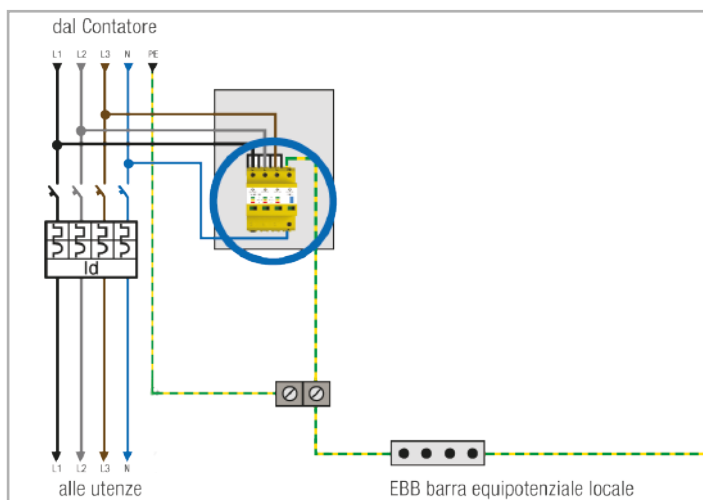 dal Contatore
L1 L2 L3 N PE
Id
L1 L2 L3 N
alle utenze
EBB barra equipotenziale locale